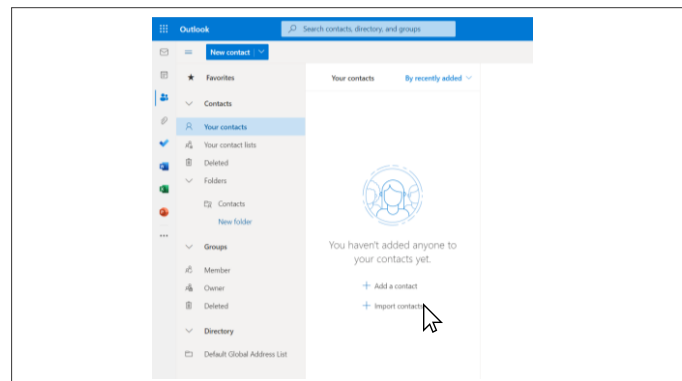 Outlook
Search contacts, directory, and groups
New contact
Favorites
Contacts
Your contacts
Your contact lists
Deleted
Folders
Contacts
New folder
Groups
Member
Owner
Deleted
Directory
Default Global Address List
Your contacts By recently added
You haven't added anyone to
your contacts yet.
+ Add a contact
+ Import contacts